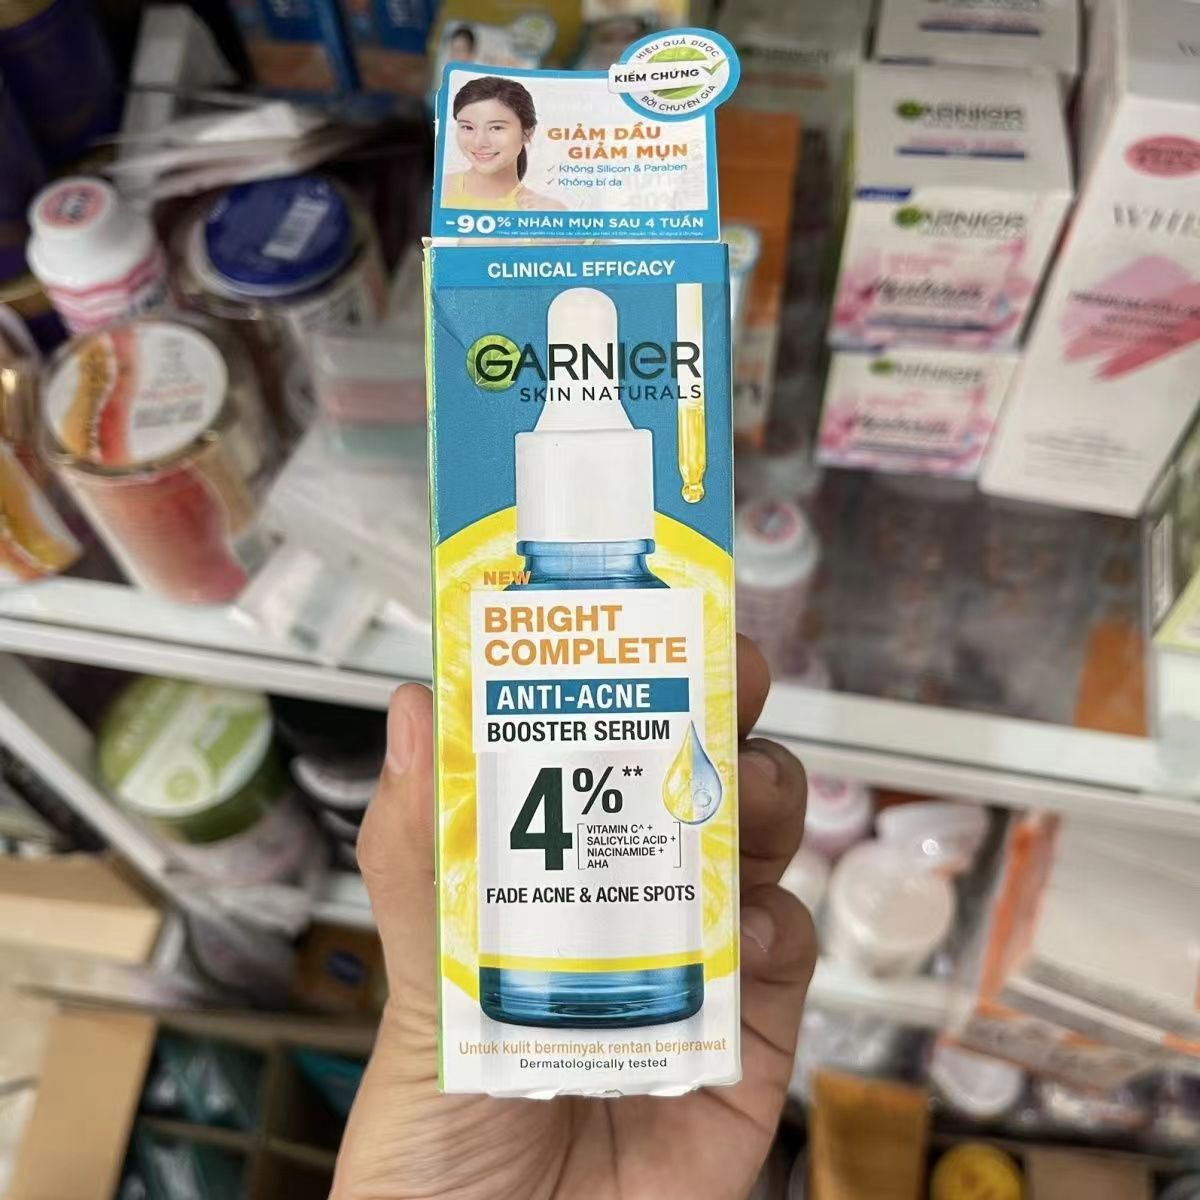 HIỆU QUẢ ĐƯỢC
KIỂM CHỨNG
BỞI CHUYÊN GIA
GIẢM DẦU
GIẢM MỤN
✓ Không Silicon & Paraben
✓ Không bí da
-90%* NHÂN MỤN SAU 4 TUẦN
CLINICAL EFFICACY
GARNIER
SKIN NATURALS
NEW
BRIGHT
COMPLETE
ANTI-ACNE
BOOSTER SERUM
4%**
VITAMIN C^ +
SALICYLIC ACID +
NIACINAMIDE +
AHA
FADE ACNE & ACNE SPOTS
Untuk kulit berminyak rentan berjerawat
Dermatologically tested
GARNIER
GARNIER
GARNIER